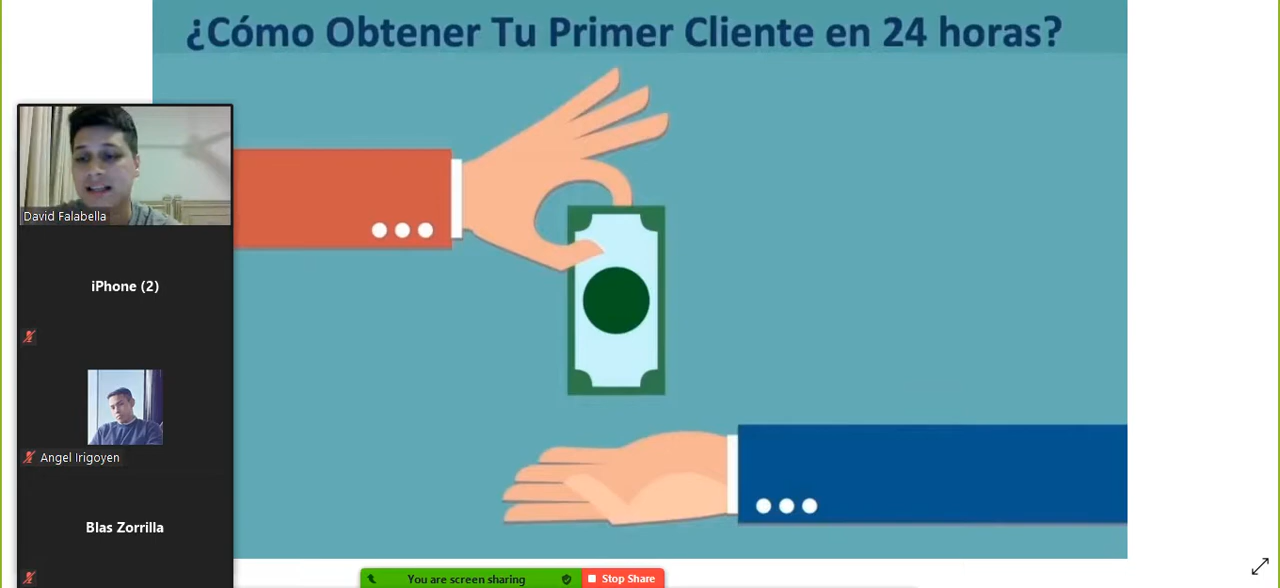 ¿Cómo Obtener Tu Primer Cliente en 24 horas?
David Falabella
iPhone (2)
Angel Irigoyen
Blas Zorrilla
You are screen sharing
Stop Share